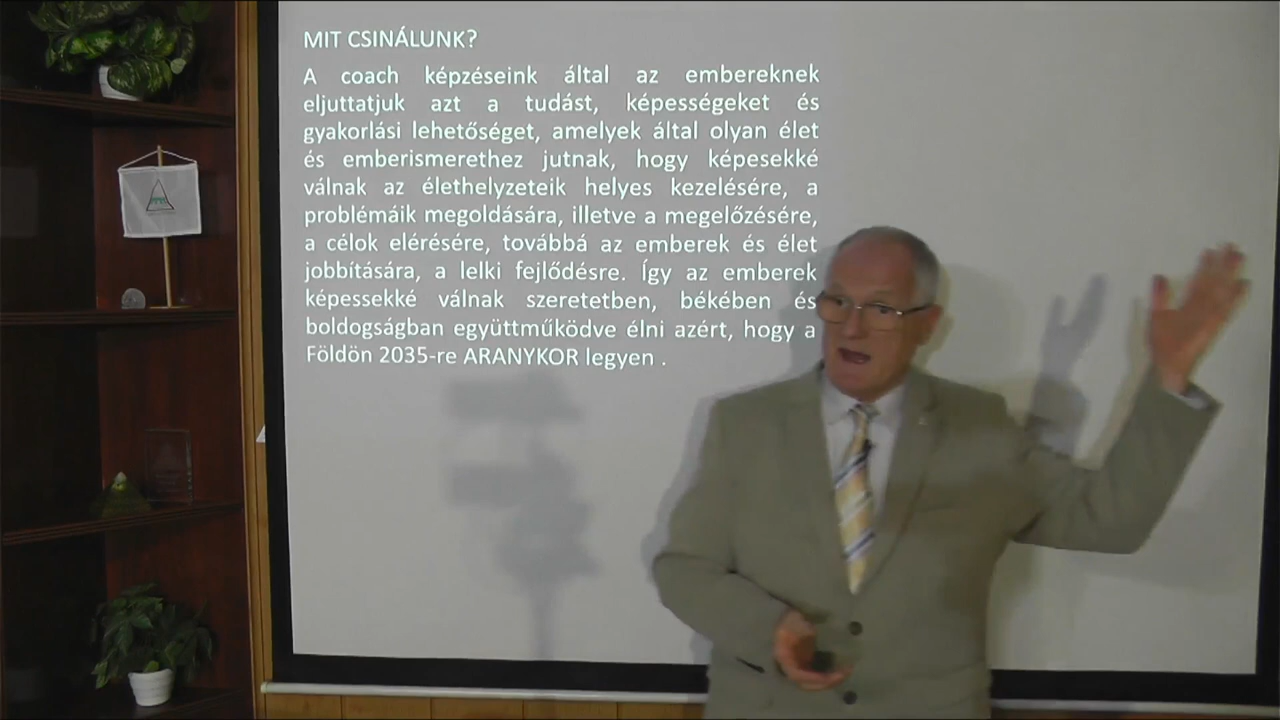 MIT CSINÁLUNK?
A coach képzéseink által az embereknek
eljuttatjuk azt a tudást, képességeket és
gyakorlási lehetőséget, amelyek által olyan élet
és emberismerethez jutnak, hogy képesekké
válnak az élethelyzeteik helyes kezelésére, a
problémáik megoldására, illetve a megelőzésére,
a célok elérésére, továbbá az emberek és élet
jobbítására, a lelki fejlődésre. Így az emberek
képessekké válnak szeretetben, békében és
boldogságban együttműködve élni azért, hogy a
Földön 2035-re ARANYKOR legyen .